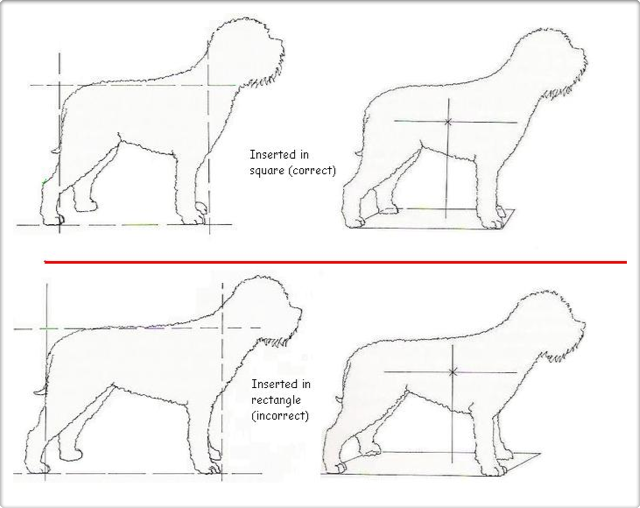 Inserted in
square (correct)
Inserted in
rectangle
(incorrect)